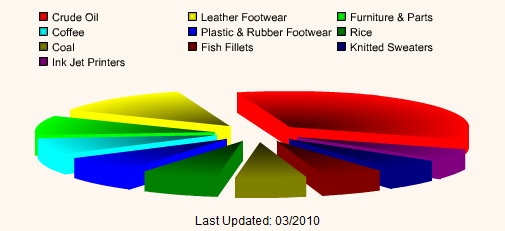 Crude Oil
Leather Footwear
Furniture & Parts
Coffee
Plastic & Rubber Footwear
Rice
Coal
Fish Fillets
Knitted Sweaters
Ink Jet Printers
Last Updated: 03/2010